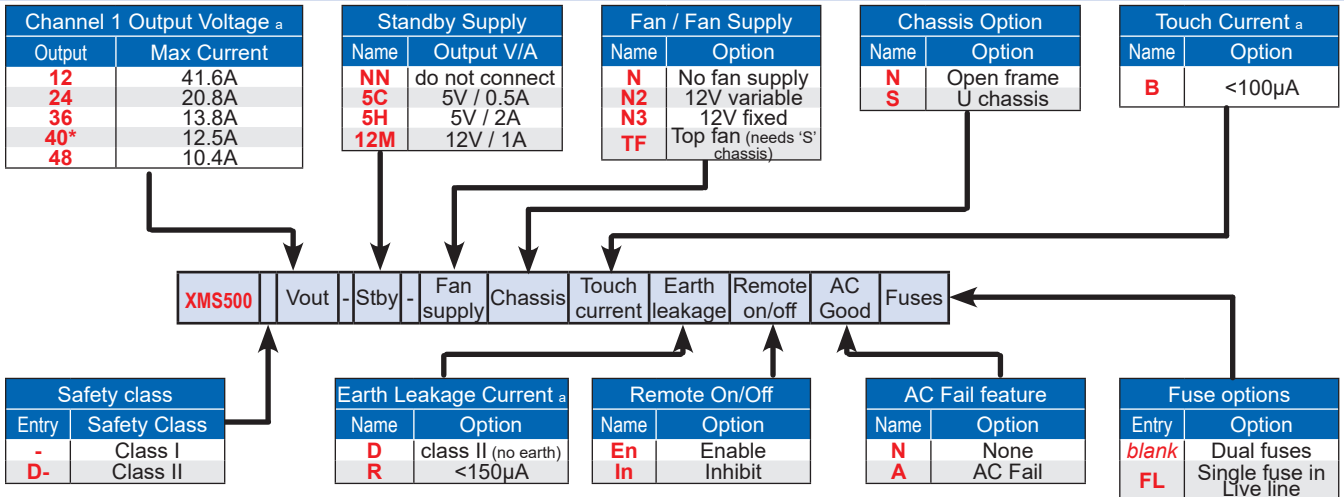 Channel 1 Output Voltage a
Output Max Current
12 41.6A
24 20.8A
36 13.8A
40* 12.5A
48 10.4A
Standby Supply
Name Output V/A
NN do not connect
5C 5V / 0.5A
5H 5V / 2A
12M 12V / 1A
Fan / Fan Supply
Name Option
N No fan supply
N2 12V variable
N3 12V fixed
TF Top fan (needs ‘S’
chassis)
Chassis Option
Name Option
N Open frame
S U chassis
Touch Current a
Name Option
B <100µA
XMS500 Vout - Stby - Fan supply Chassis Touch current Earth leakage Remote on/off AC Good Fuses
Safety class
Entry Safety Class
- Class I
D- Class II
Earth Leakage Current a
Name Option
D class II (no earth)
R <150µA
Remote On/Off
Name Option
En Enable
In Inhibit
AC Fail feature
Name Option
N None
A AC Fail
Fuse options
Entry Option
blank Dual fuses
FL Single fuse in
Live line